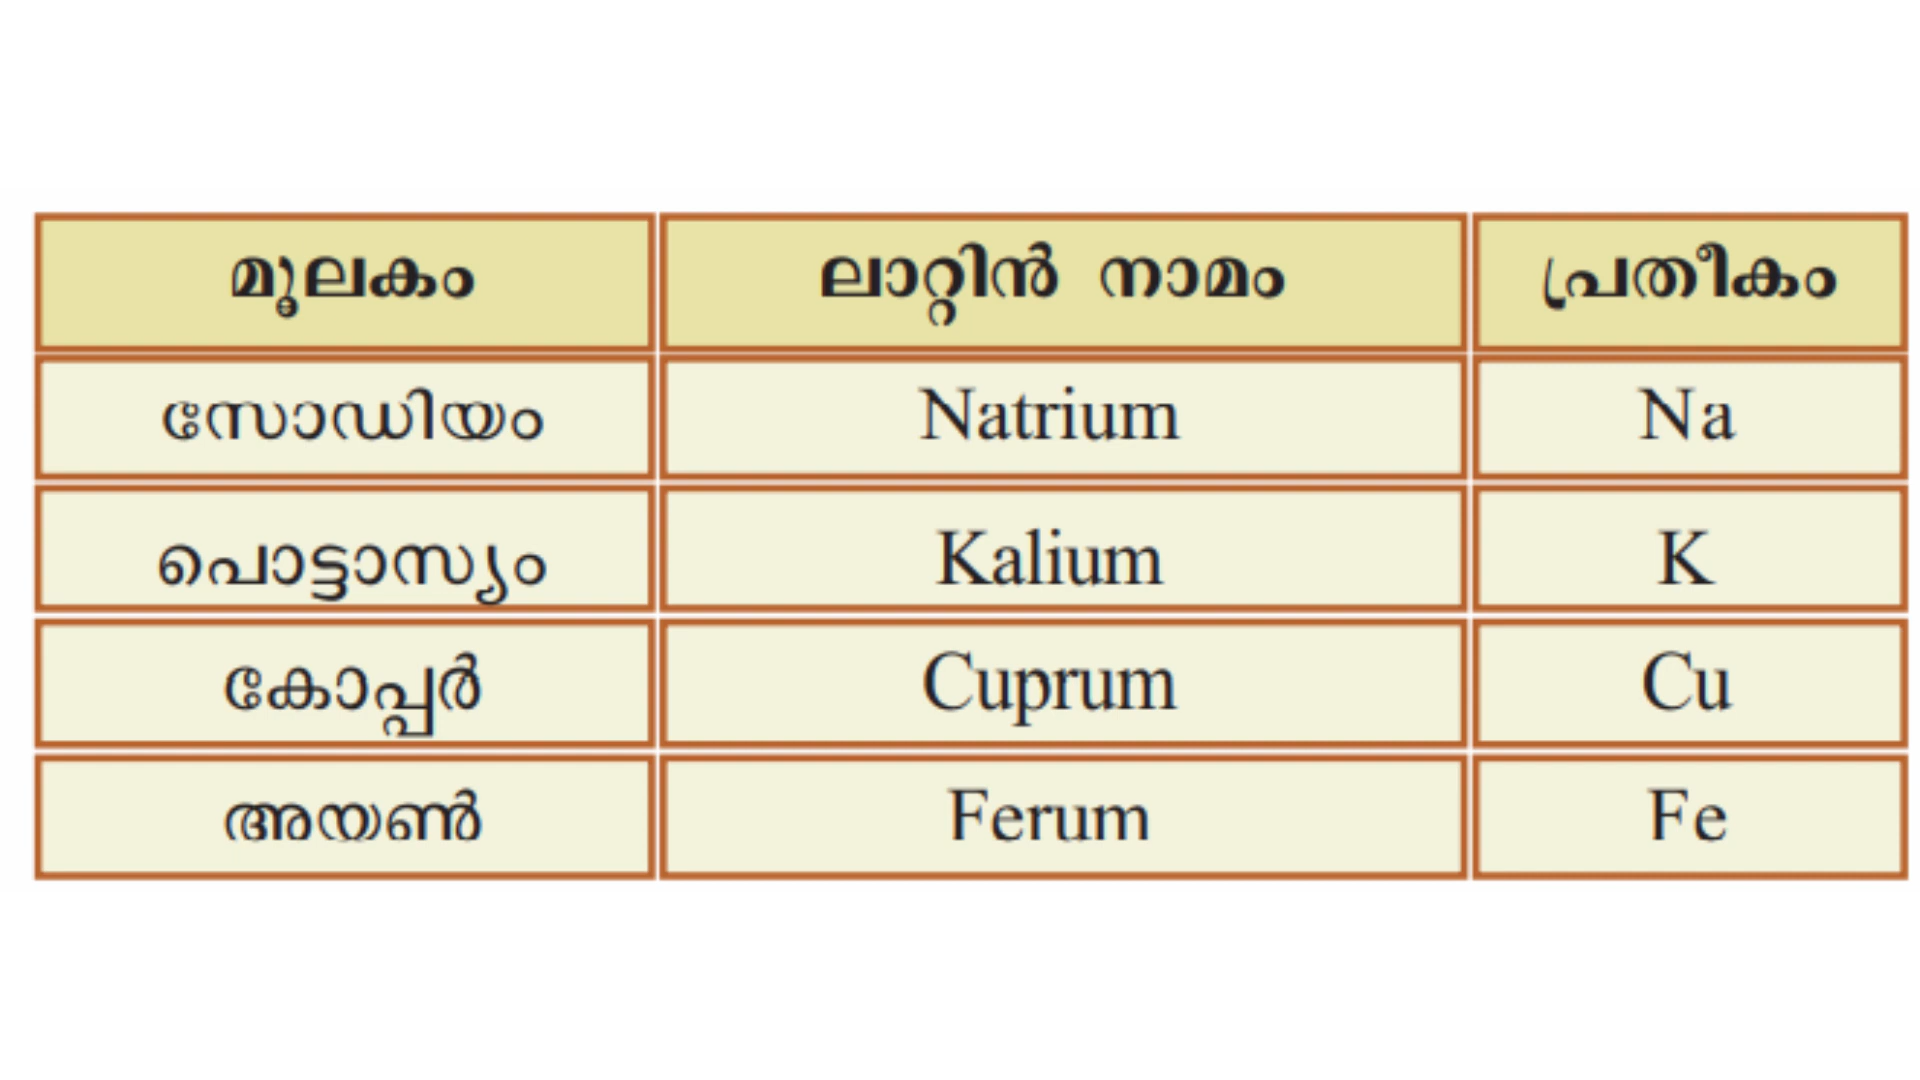 മൂലകം ലാറ്റിൻ നാമം പ്രതീകം
സോഡിയം Natrium Na
പൊട്ടാസ്യം Kalium K
കോപ്പർ Cuprum Cu
അയൺ Ferum Fe